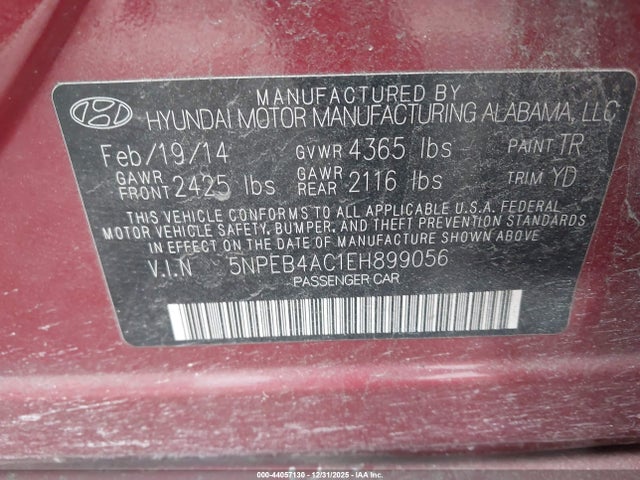 MANUFACTURED BY
HYUNDAI MOTOR MANUFACTURING ALABAMA, LLC
Feb/19/14 GVWR 4365 lbs PAINT TR
GAWR FRONT 2425 lbs GAWR REAR 2116 lbs TRIM YD
THIS VEHICLE CONFORMS TO ALL APPLICABLE U.S.A. FEDERAL
MOTOR VEHICLE SAFETY, BUMPER, AND THEFT PREVENTION STANDARDS
IN EFFECT ON THE DATE OF MANUFACTURE SHOWN ABOVE.
V.I.N 5NPEB4AC1EH899056
PASSENGER CAR
000-44057130 - 12/31/2025 - IAAI.COM